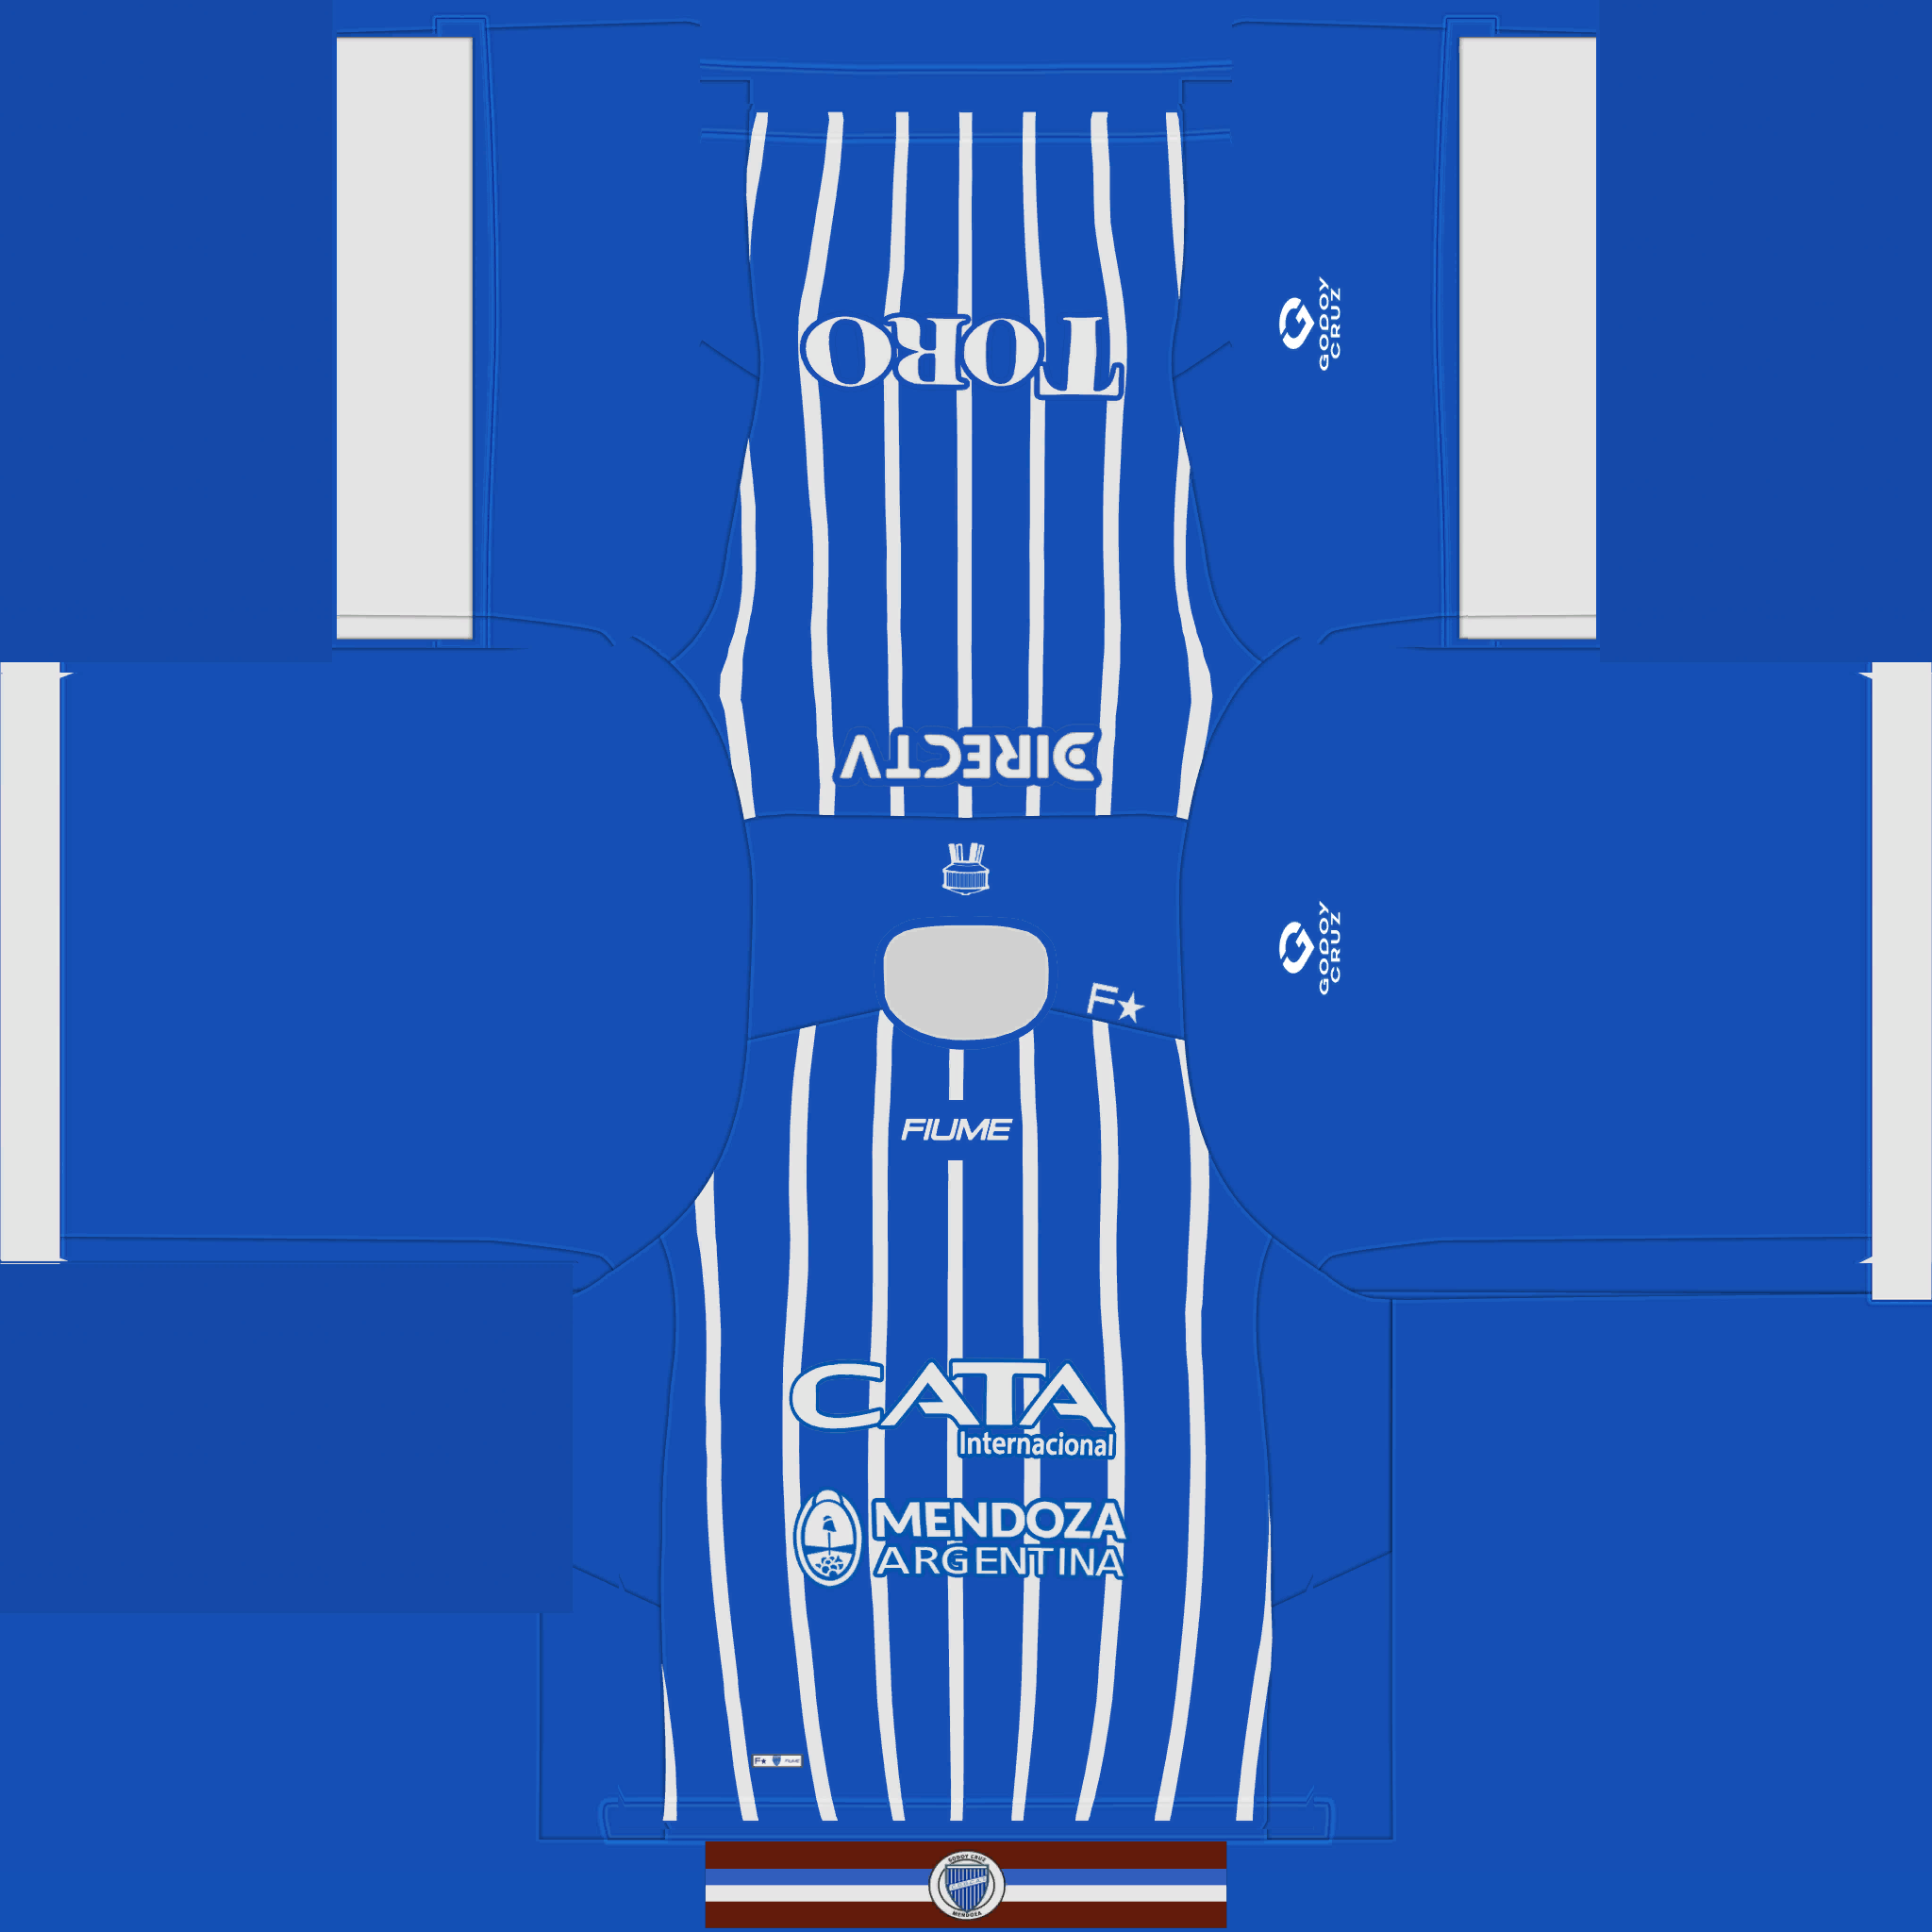 TORO
GODOY
CRUZ
DIRECTV
GODOY
CRUZ
F★
FIUME
CATA
Internacional
MENDOZA
ARGENTINA
F★ FIUME
GODOY CRUZ
MENDOZA